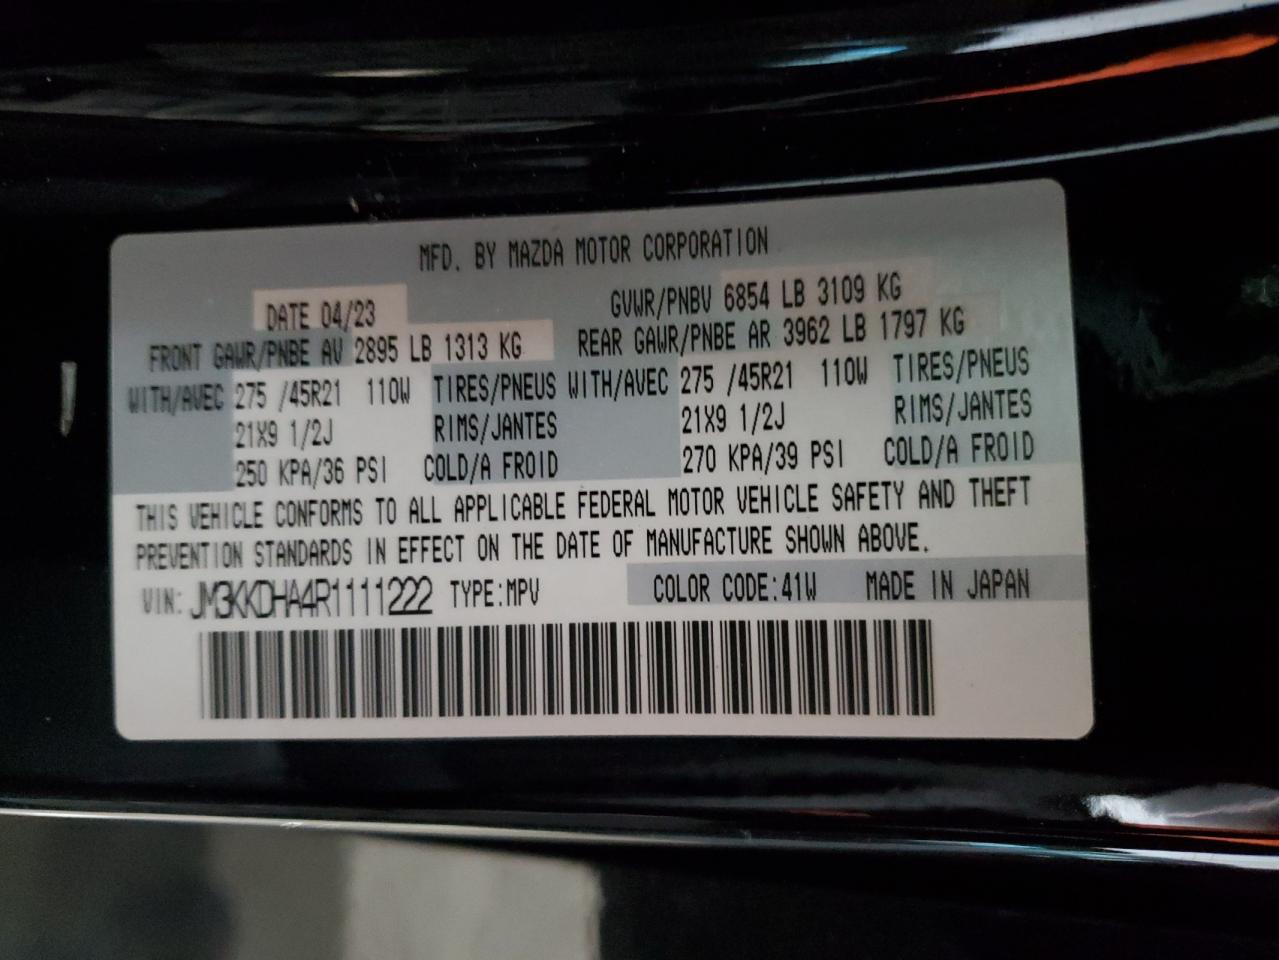 MFD. BY MAZDA MOTOR CORPORATION
DATE 04/23 GVWR/PNBV 6854 LB 3109 KG
FRONT GAWR/PNBE AV 2895 LB 1313 KG REAR GAWR/PNBE AR 3962 LB 1797 KG
WITH/AVEC 275 /45R21 110W TIRES/PNEUS WITH/AVEC 275 /45R21 110W TIRES/PNEUS
21X9 1/2J RIMS/JANTES 21X9 1/2J RIMS/JANTES
250 KPA/36 PSI COLD/A FROID 270 KPA/39 PSI COLD/A FROID
THIS VEHICLE CONFORMS TO ALL APPLICABLE FEDERAL MOTOR VEHICLE SAFETY AND THEFT
PREVENTION STANDARDS IN EFFECT ON THE DATE OF MANUFACTURE SHOWN ABOVE.
VIN: JM3KKDHA4R1111222 TYPE:MPV COLOR CODE:41W MADE IN JAPAN